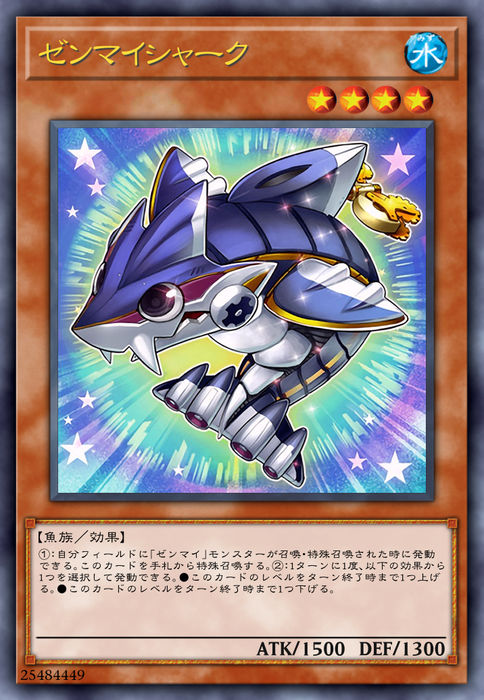 ゼンマイシャーク
みず
水
【魚族／効果】
①:自分フィールドに「ゼンマイ」モンスターが召喚・特殊召喚された時に発動
できる。このカードを手札から特殊召喚する。②:1ターンに1度、以下の効果から
1つを選択して発動できる。●このカードのレベルをターン終了時まで1つ上げ
る。●このカードのレベルをターン終了時まで1つ下げる。
ATK/1500 DEF/1300
25484449